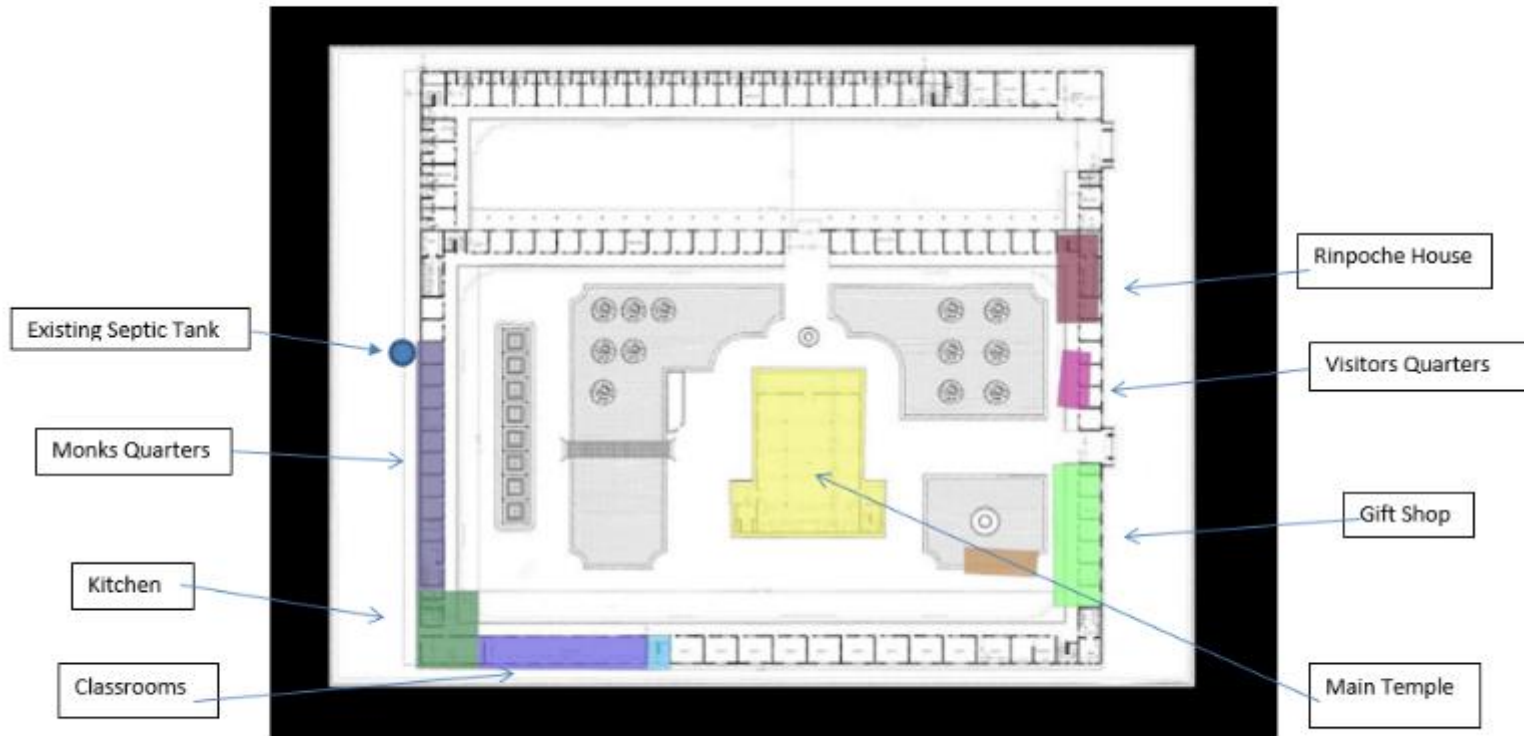 Existing Septic Tank
Monks Quarters
Kitchen
Classrooms
Rinpoche House
Visitors Quarters
Gift Shop
Main Temple